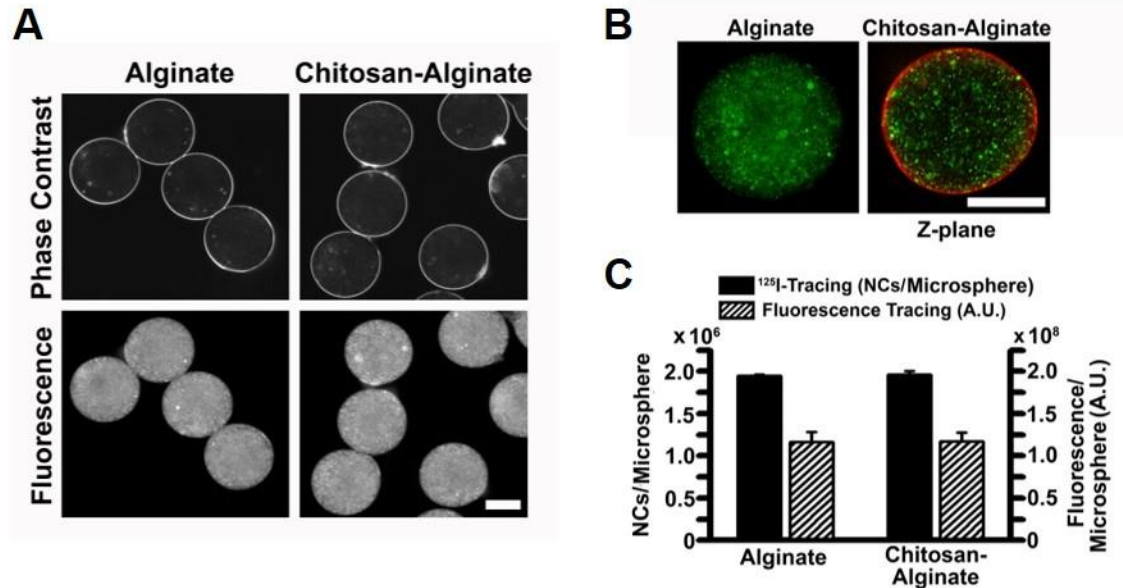 A
Alginate
Chitosan-Alginate
Phase Contrast
Fluorescence
B
Alginate
Chitosan-Alginate
Z-plane
C
¹²⁵I-Tracing (NCs/Microsphere)
Fluorescence Tracing (A.U.)
x 10⁶
x 10⁸
NCs/Microsphere
2.0
1.5
1.0
0.5
0
2.0
1.5
1.0
0.5
0
Fluorescence/
Microsphere (A.U.)
Alginate
Chitosan-
Alginate